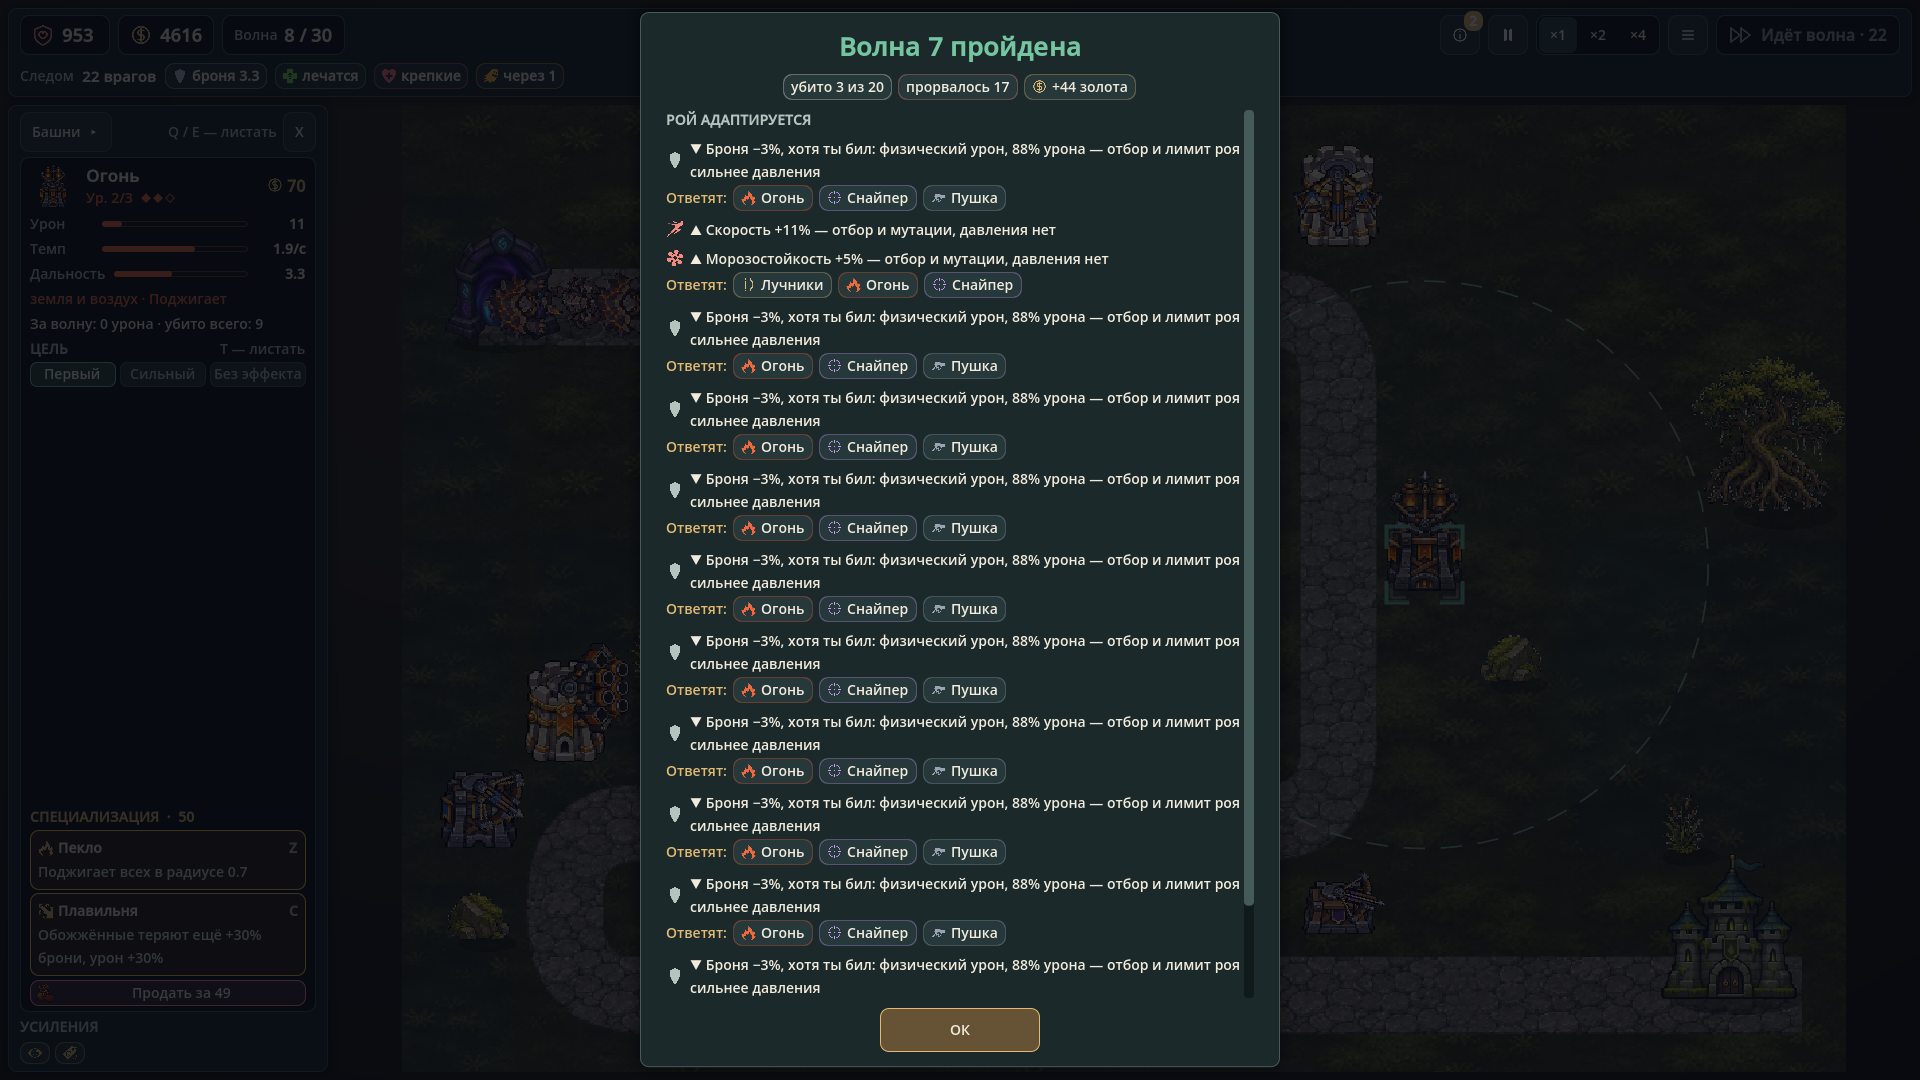 953
4616
Волна 8 / 30
2
×1
×2
×4
Идёт волна · 22
Следом 22 врагов
броня 3.3
лечатся
крепкие
через 1
Башни
Q / E — листать
X
Огонь
70
Ур. 2/3
Урон 11
Темп 1.9/с
Дальность 3.3
земля и воздух · Поджигает
За волну: 0 урона · убито всего: 9
ЦЕЛЬ
T — листать
Первый
Сильный
Без эффекта
СПЕЦИАЛИЗАЦИЯ · 50
Пекло Z
Поджигает всех в радиусе 0.7
Плавильня C
Обожжённые теряют ещё +30%
брони, урон +30%
Продать за 49
УСИЛЕНИЯ
Волна 7 пройдена
убито 3 из 20
прорвалось 17
+44 золота
РОЙ АДАПТИРУЕТСЯ
▼ Броня −3%, хотя ты бил: физический урон, 88% урона — отбор и лимит роя
сильнее давления
Ответят: Огонь Снайпер Пушка
▲ Скорость +11% — отбор и мутации, давления нет
▲ Морозостойкость +5% — отбор и мутации, давления нет
Ответят: Лучники Огонь Снайпер
▼ Броня −3%, хотя ты бил: физический урон, 88% урона — отбор и лимит роя
сильнее давления
Ответят: Огонь Снайпер Пушка
▼ Броня −3%, хотя ты бил: физический урон, 88% урона — отбор и лимит роя
сильнее давления
Ответят: Огонь Снайпер Пушка
▼ Броня −3%, хотя ты бил: физический урон, 88% урона — отбор и лимит роя
сильнее давления
Ответят: Огонь Снайпер Пушка
▼ Броня −3%, хотя ты бил: физический урон, 88% урона — отбор и лимит роя
сильнее давления
Ответят: Огонь Снайпер Пушка
▼ Броня −3%, хотя ты бил: физический урон, 88% урона — отбор и лимит роя
сильнее давления
Ответят: Огонь Снайпер Пушка
▼ Броня −3%, хотя ты бил: физический урон, 88% урона — отбор и лимит роя
сильнее давления
Ответят: Огонь Снайпер Пушка
▼ Броня −3%, хотя ты бил: физический урон, 88% урона — отбор и лимит роя
сильнее давления
Ответят: Огонь Снайпер Пушка
▼ Броня −3%, хотя ты бил: физический урон, 88% урона — отбор и лимит роя
сильнее давления
Ответят: Огонь Снайпер Пушка
▼ Броня −3%, хотя ты бил: физический урон, 88% урона — отбор и лимит роя
сильнее давления
ОК